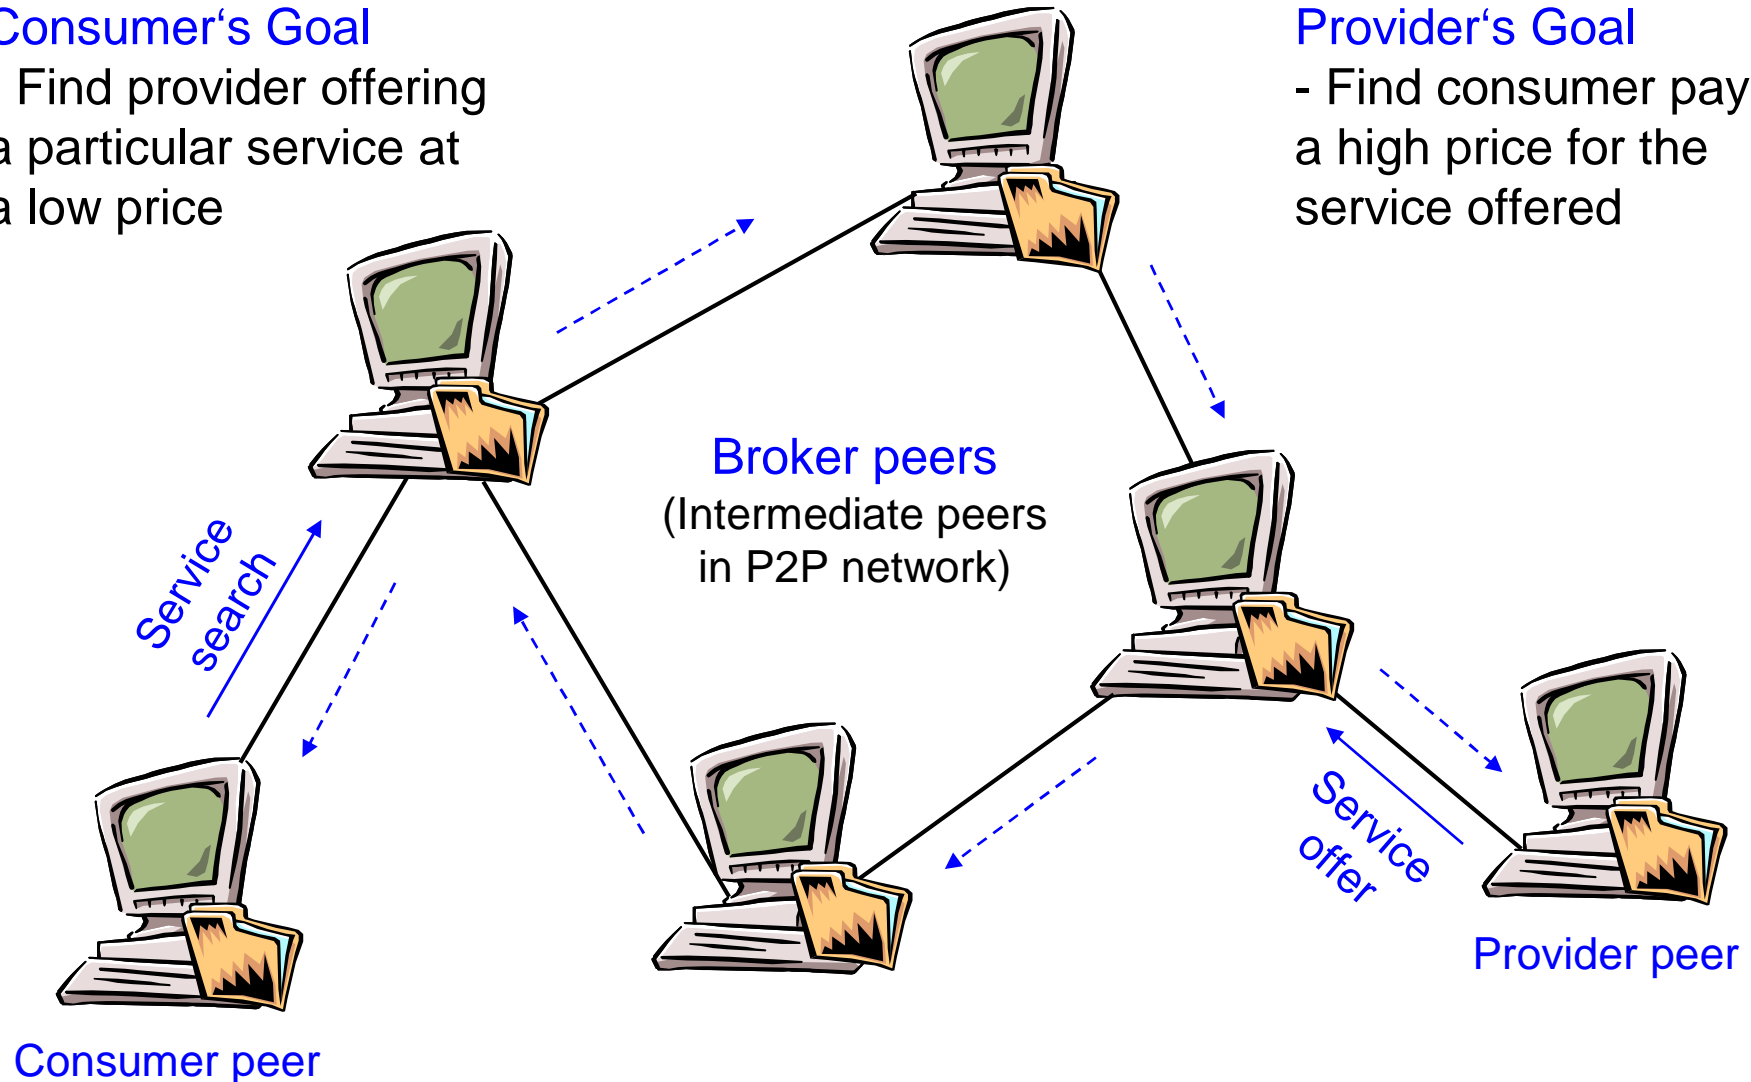 Consumer‘s Goal
Find provider offering
a particular service at
a low price
Provider‘s Goal
- Find consumer pay
a high price for the
service offered
Broker peers
(Intermediate peers
in P2P network)
Service
search
Service
offer
Provider peer
Consumer peer